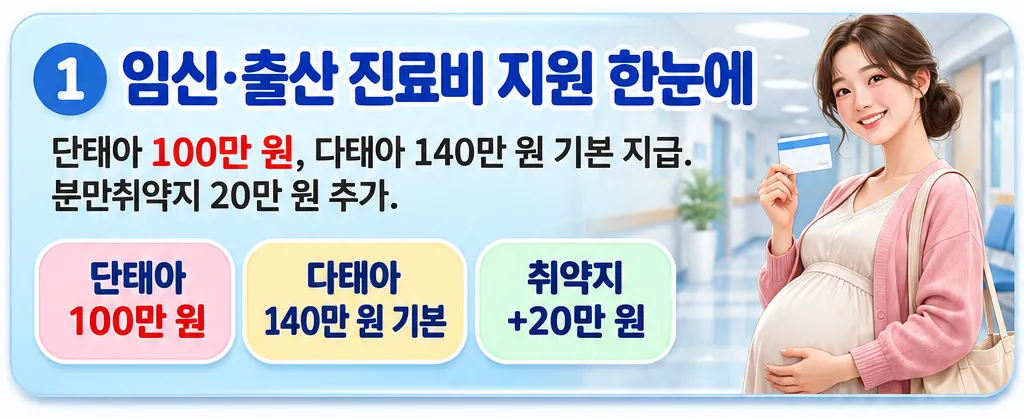 1 임신·출산 진료비 지원 한눈에
단태아 100만 원, 다태아 140만 원 기본 지급.
분만취약지 20만 원 추가.
단태아
100만 원
다태아
140만 원 기본
취약지
+20만 원